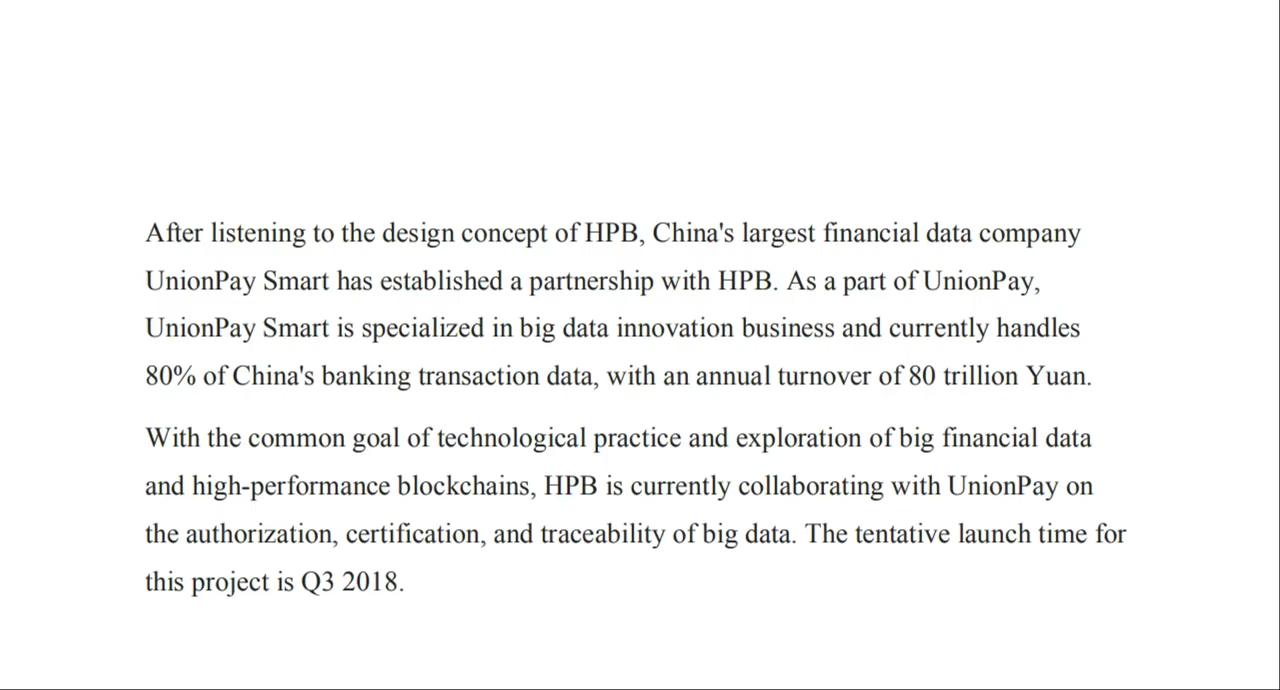 After listening to the design concept of HPB, China's largest financial data company
UnionPay Smart has established a partnership with HPB. As a part of UnionPay,
UnionPay Smart is specialized in big data innovation business and currently handles
80% of China's banking transaction data, with an annual turnover of 80 trillion Yuan.
With the common goal of technological practice and exploration of big financial data
and high-performance blockchains, HPB is currently collaborating with UnionPay on
the authorization, certification, and traceability of big data. The tentative launch time for
this project is Q3 2018.